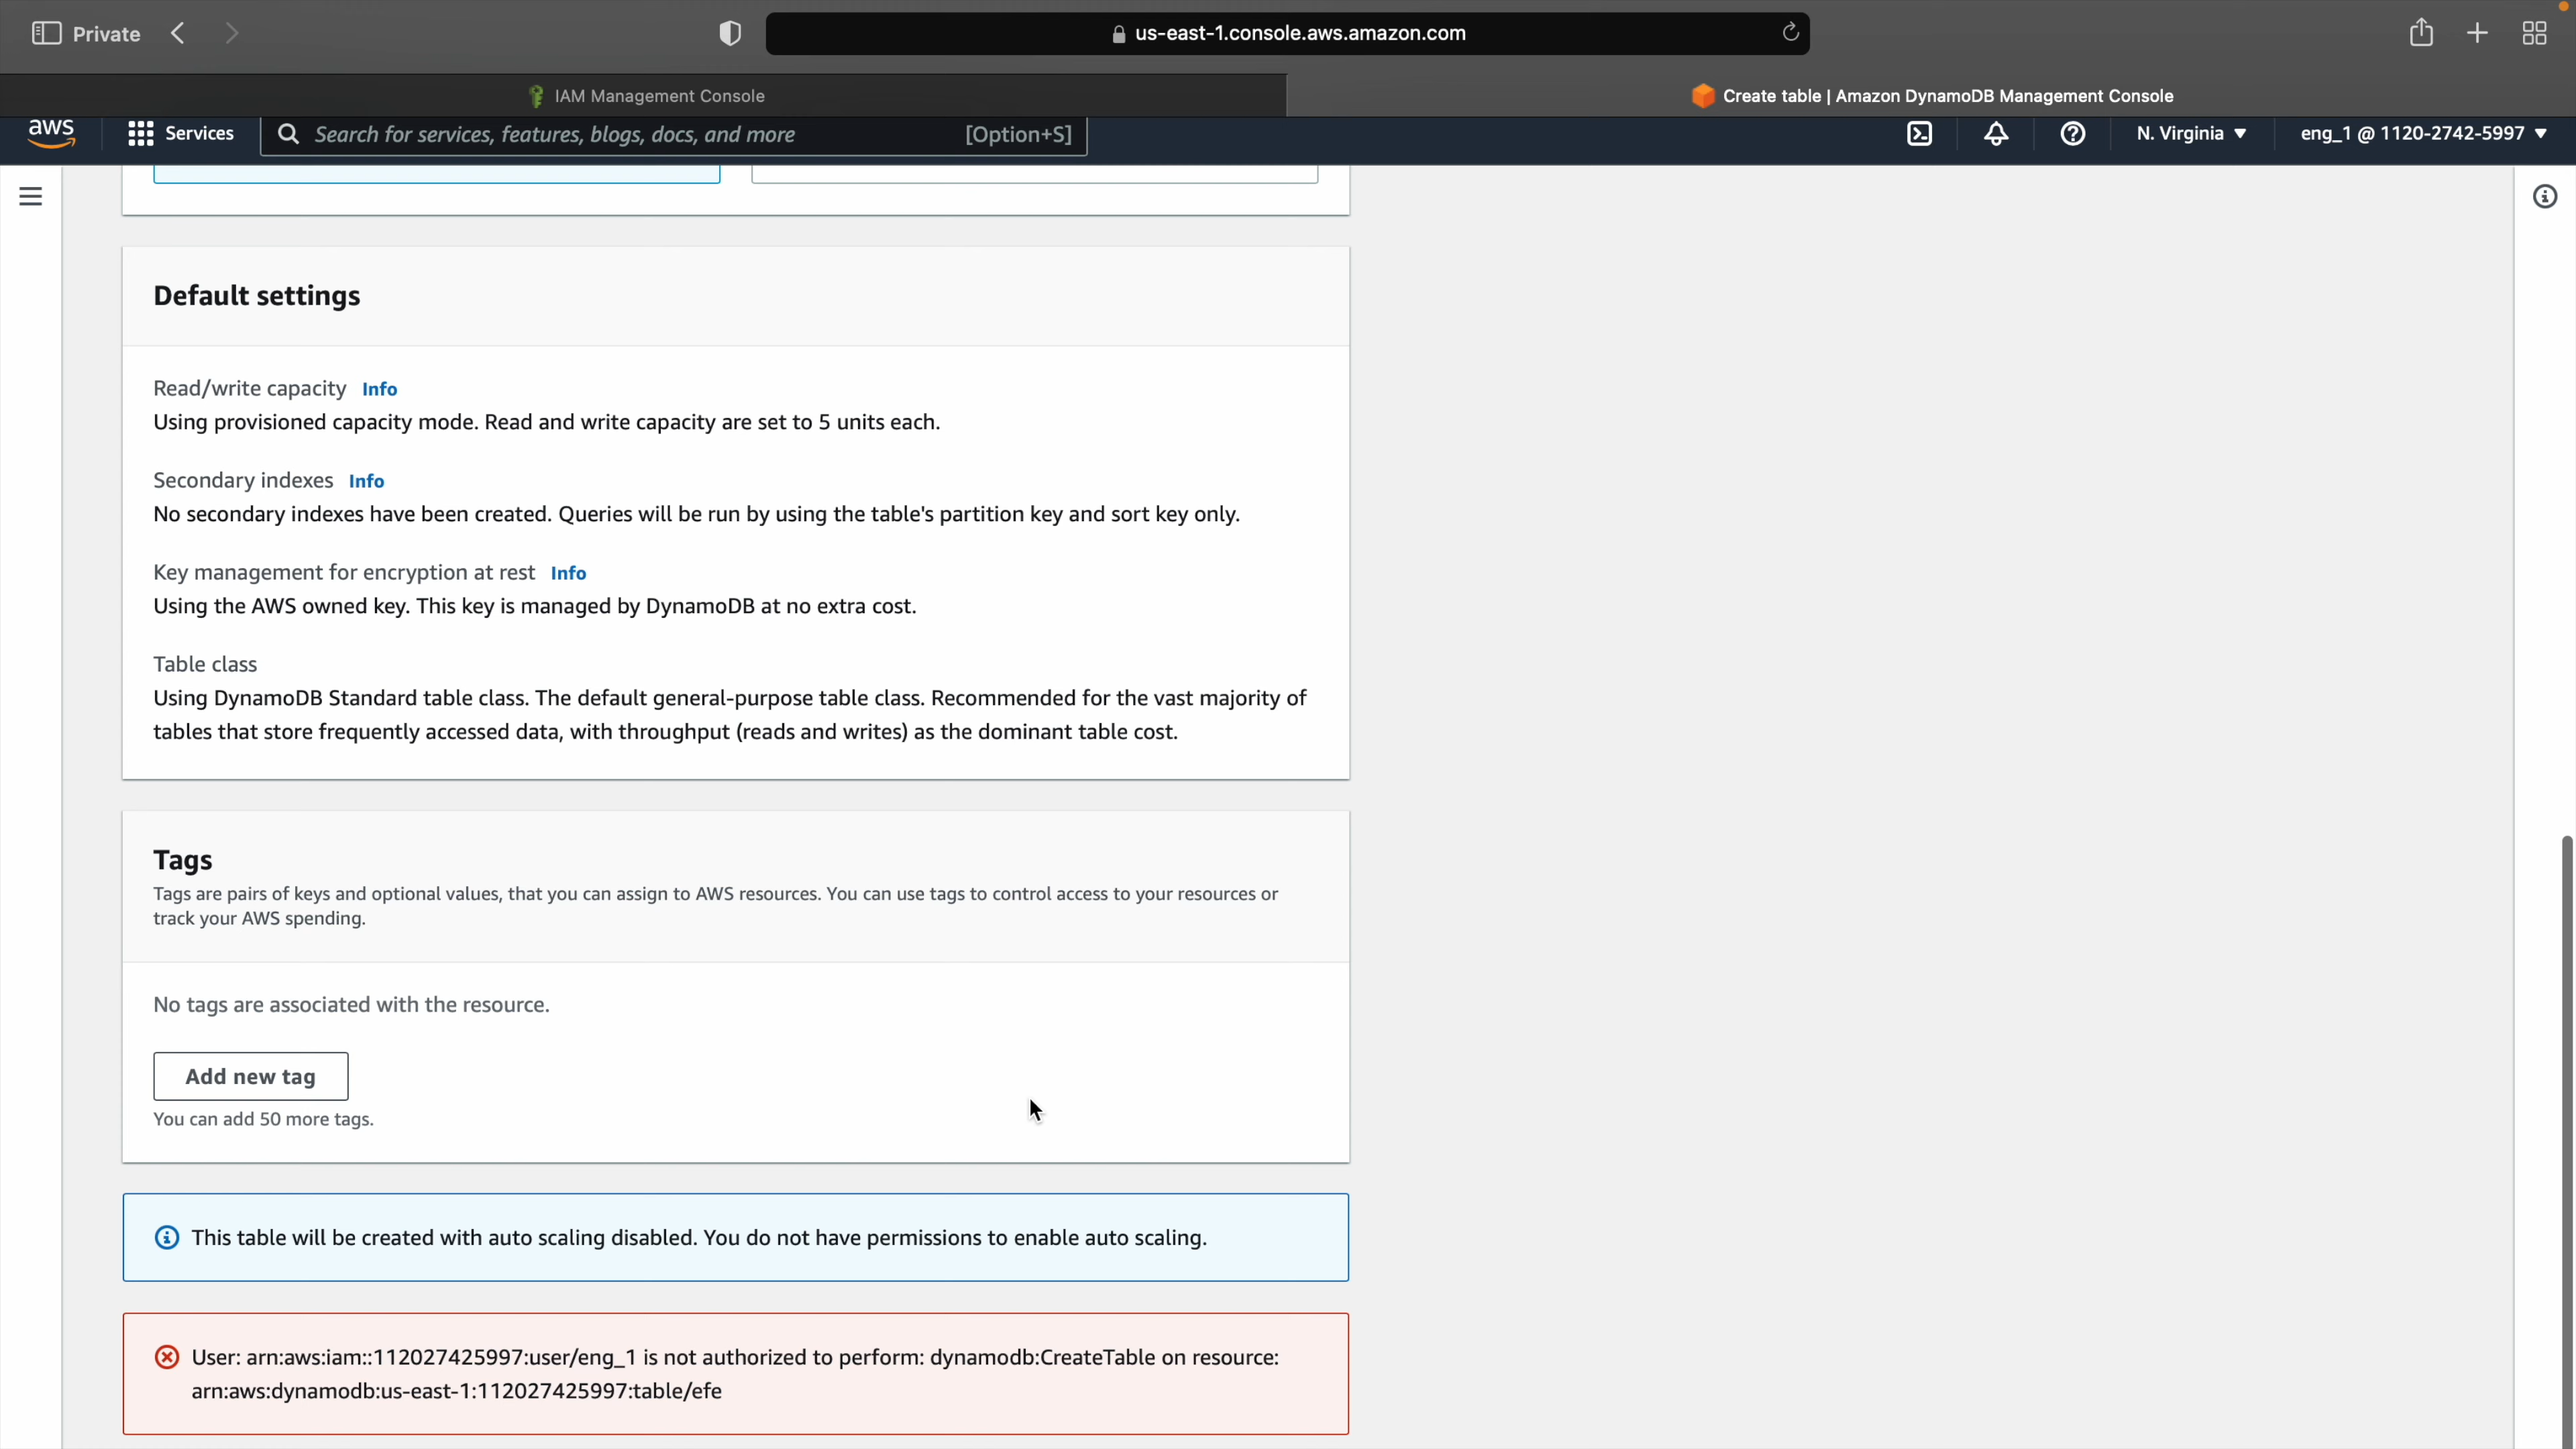 Private
us-east-1.console.aws.amazon.com
IAM Management Console
Create table | Amazon DynamoDB Management Console
aws
Services
Search for services, features, blogs, docs, and more
[Option+S]
N. Virginia
eng_1 @ 1120-2742-5997
Default settings
Read/write capacity Info
Using provisioned capacity mode. Read and write capacity are set to 5 units each.
Secondary indexes Info
No secondary indexes have been created. Queries will be run by using the table's partition key and sort key only.
Key management for encryption at rest Info
Using the AWS owned key. This key is managed by DynamoDB at no extra cost.
Table class
Using DynamoDB Standard table class. The default general-purpose table class. Recommended for the vast majority of
tables that store frequently accessed data, with throughput (reads and writes) as the dominant table cost.
Tags
Tags are pairs of keys and optional values, that you can assign to AWS resources. You can use tags to control access to your resources or
track your AWS spending.
No tags are associated with the resource.
Add new tag
You can add 50 more tags.
This table will be created with auto scaling disabled. You do not have permissions to enable auto scaling.
User: arn:aws:iam::112027425997:user/eng_1 is not authorized to perform: dynamodb:CreateTable on resource:
arn:aws:dynamodb:us-east-1:112027425997:table/efe